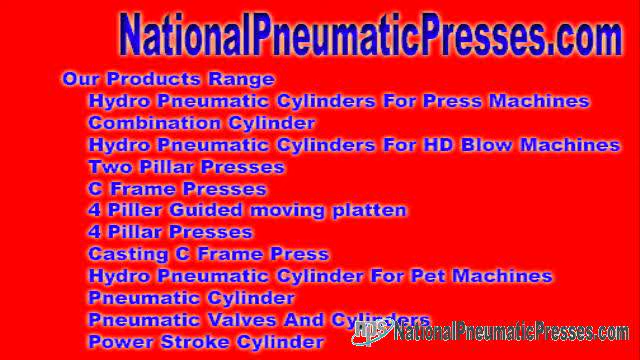 NationalPneumaticPresses.com
Our Products Range
Hydro Pneumatic Cylinders For Press Machines
Combination Cylinder
Hydro Pneumatic Cylinders For HD Blow Machines
Two Pillar Presses
C Frame Presses
4 Piller Guided moving platten
4 Pillar Presses
Casting C Frame Press
Hydro Pneumatic Cylinder For Pet Machines
Pneumatic Cylinder
Pneumatic Valves And Cylinders
NationalPneumaticPresses.com
Power Stroke Cylinder